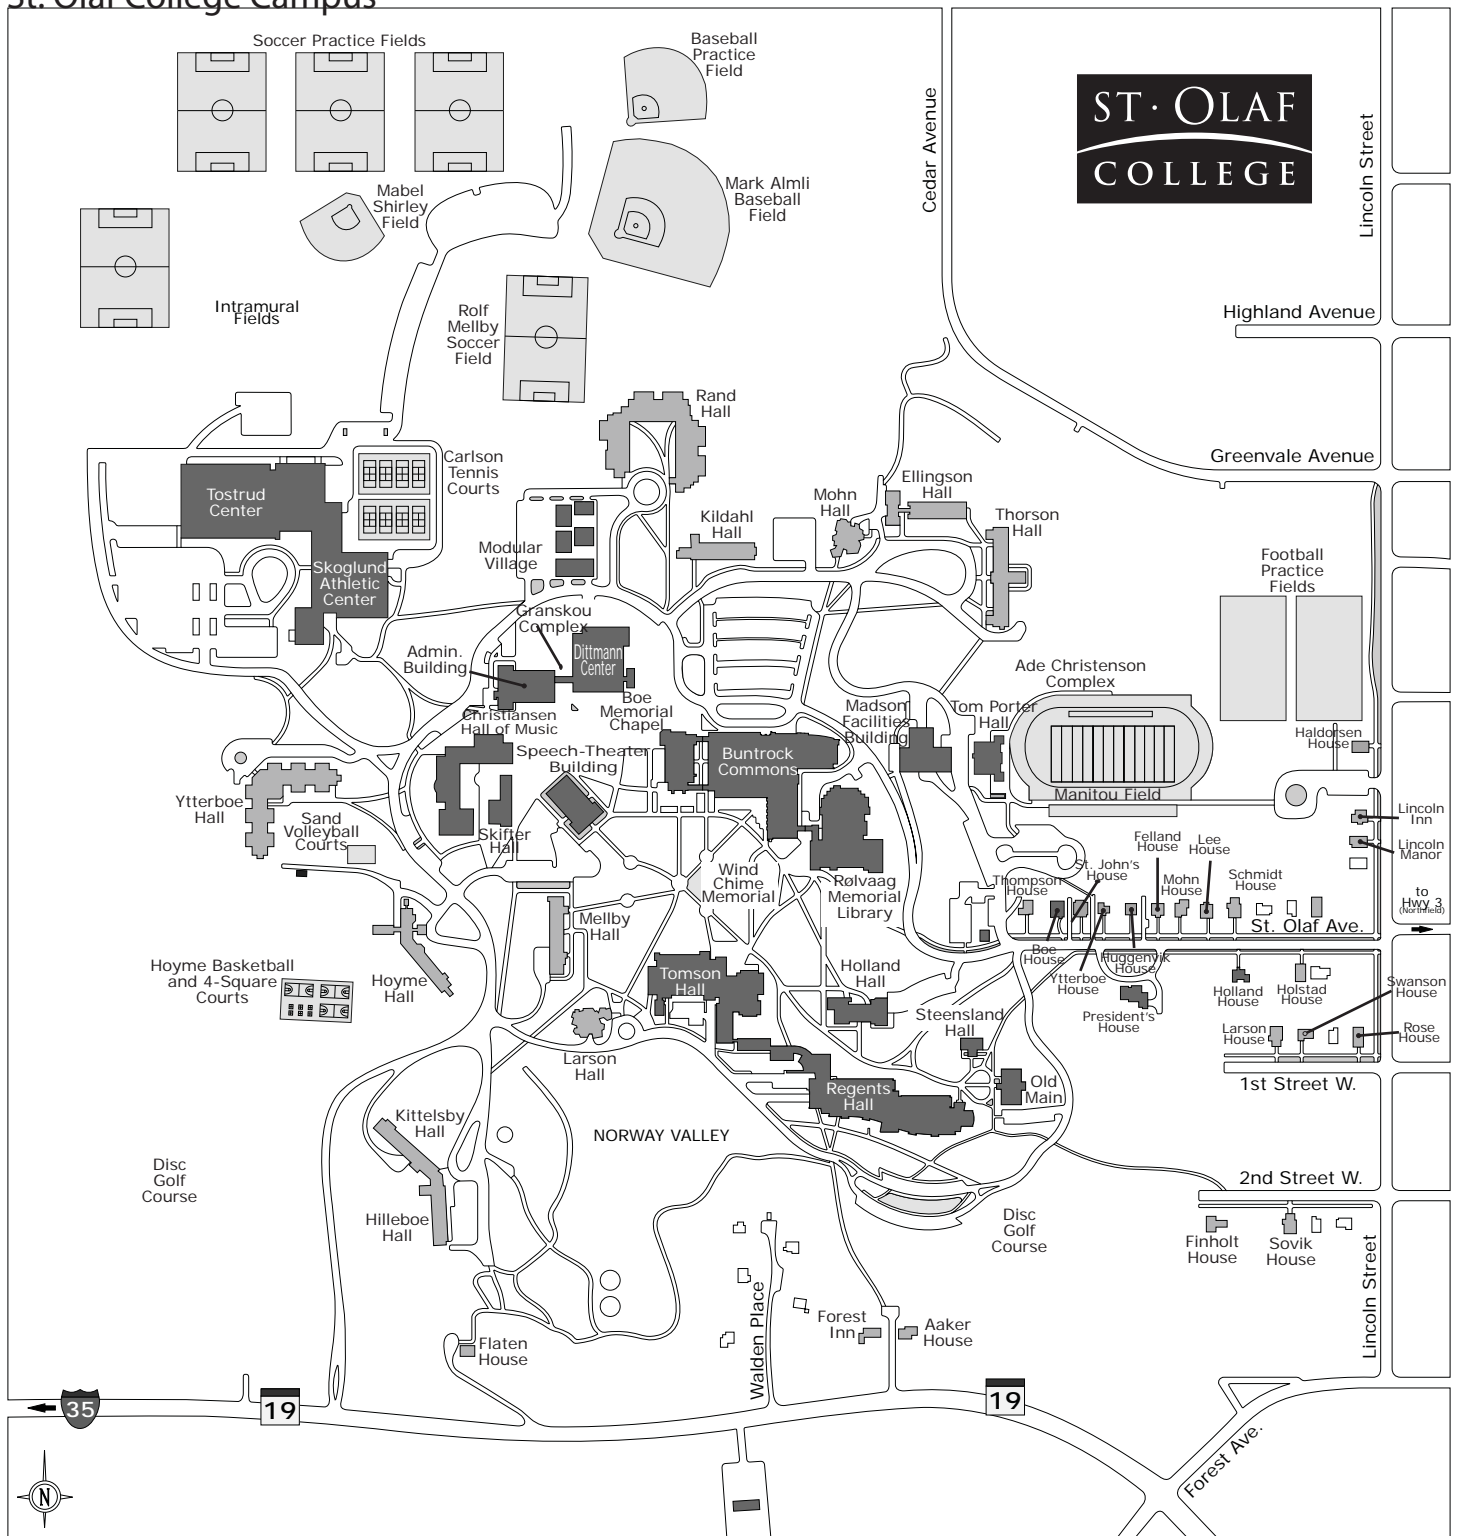 St. Olaf College Campus
Soccer Practice Fields
Baseball
Practice
Field
ST·OLAF
COLLEGE
Cedar Avenue
Lincoln Street
Mabel
Shirley
Field
Mark Almli
Baseball
Field
Intramural
Fields
Rolf
Mellby
Soccer
Field
Highland Avenue
Rand
Hall
Greenvale Avenue
Carlson
Tennis
Courts
Tostrud
Center
Ellingson
Hall
Mohn
Hall
Thorson
Hall
Kildahl
Hall
Modular
Village
Football
Practice
Fields
Skoglund
Athletic
Center
Granskou
Complex
Dittmann
Center
Admin.
Building
Ade Christenson
Complex
Boe
Memorial
Chapel
Madson
Facilities
Building
Tom Porter
Hall
Christiansen
Hall of Music
Haldorsen
House
Speech-Theater
Building
Buntrock
Commons
Manitou Field
Ytterboe
Hall
Sand
Volleyball
Courts
Skifter
Hall
Lincoln
Inn
Lincoln
Manor
Felland
House
Lee
House
St. John's
House
Thompson
House
Mohn
House
Schmidt
House
Wind
Chime
Memorial
Rølvaag
Memorial
Library
to
Hwy 3
(Northfield)
Mellby
Hall
St. Olaf Ave.
Boe
House
Ytterboe
House
Huggenvik
House
Hoyme Basketball
and 4-Square
Courts
Hoyme
Hall
Tomson
Hall
Holland
Hall
Holland
House
Holstad
House
Swanson
House
President's
House
Steensland
Hall
Larson
House
Rose
House
Larson
Hall
Old
Main
1st Street W.
Regents
Hall
Kittelsby
Hall
NORWAY VALLEY
Disc
Golf
Course
2nd Street W.
Hilleboe
Hall
Disc
Golf
Course
Finholt
House
Sovik
House
Walden Place
Forest
Inn
Aaker
House
Flaten
House
Lincoln Street
35
19
19
Forest Ave.
N